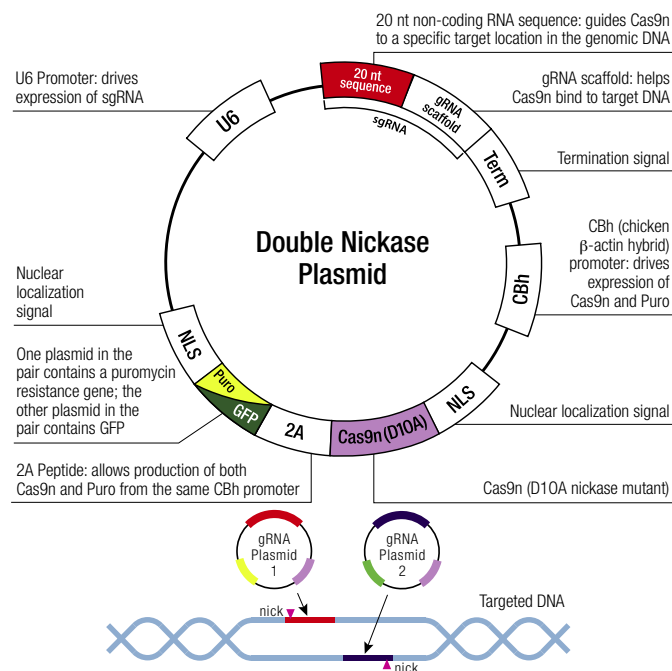 20 nt non-coding RNA sequence: guides Cas9n
to a specific target location in the genomic DNA
U6 Promoter: drives
expression of sgRNA
gRNA scaffold: helps
Cas9n bind to target DNA
U6
20 nt
sequence
gRNA
scaffold
sgRNA
Term
Termination signal
Double Nickase
Plasmid
CBh (chicken
β-actin hybrid)
promoter: drives
expression of
Cas9n and Puro
CBh
Nuclear
localization
signal
NLS
One plasmid in the
pair contains a puromycin
resistance gene; the
other plasmid in the
pair contains GFP
Puro
GFP
2A
Cas9n (D10A)
NLS
Nuclear localization signal
2A Peptide: allows production of both
Cas9n and Puro from the same CBh promoter
Cas9n (D10A nickase mutant)
gRNA
Plasmid
1
gRNA
Plasmid
2
nick
Targeted DNA
nick